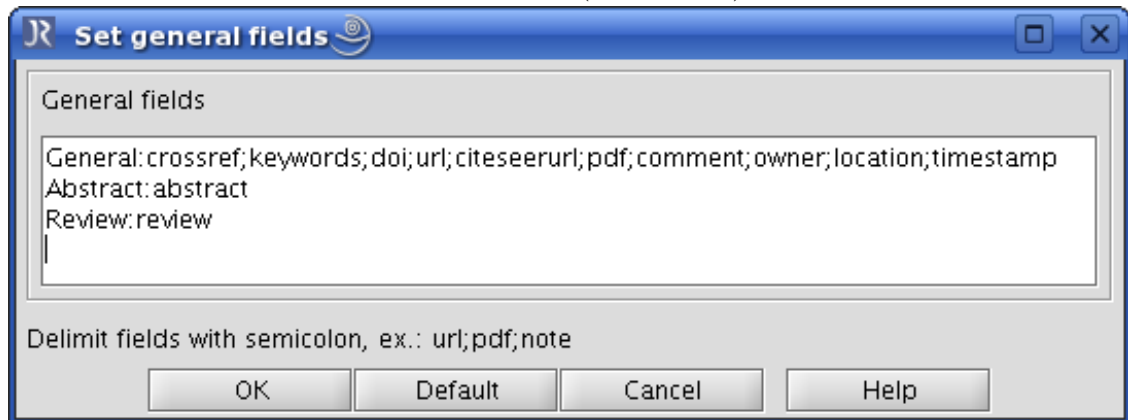 JR Set general fields
General fields
General:crossref;keywords;doi;url;citeseerurl;pdf;comment;owner;location;timestamp
Abstract:abstract
Review:review
Delimit fields with semicolon, ex.: url;pdf;note
OK Default Cancel Help